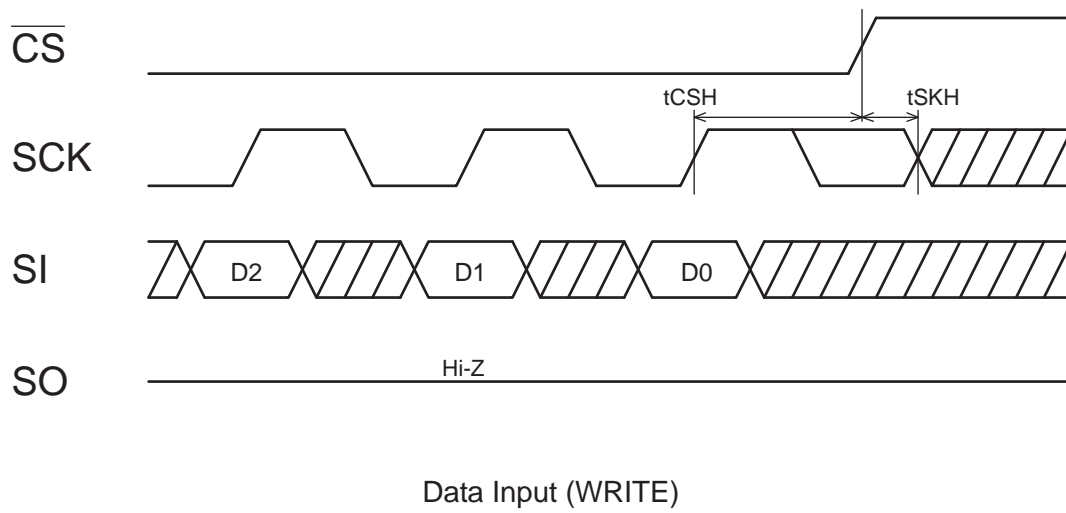 CS
tCSH tSKH
SCK
SI D2 D1 D0
Hi-Z
SO
Data Input (WRITE)